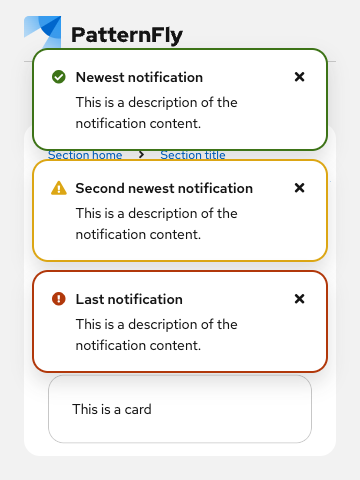 PatternFly
Newest notification
This is a description of the
notification content.
Section home
Section title
Second newest notification
This is a description of the
notification content.
Last notification
This is a description of the
notification content.
This is a card